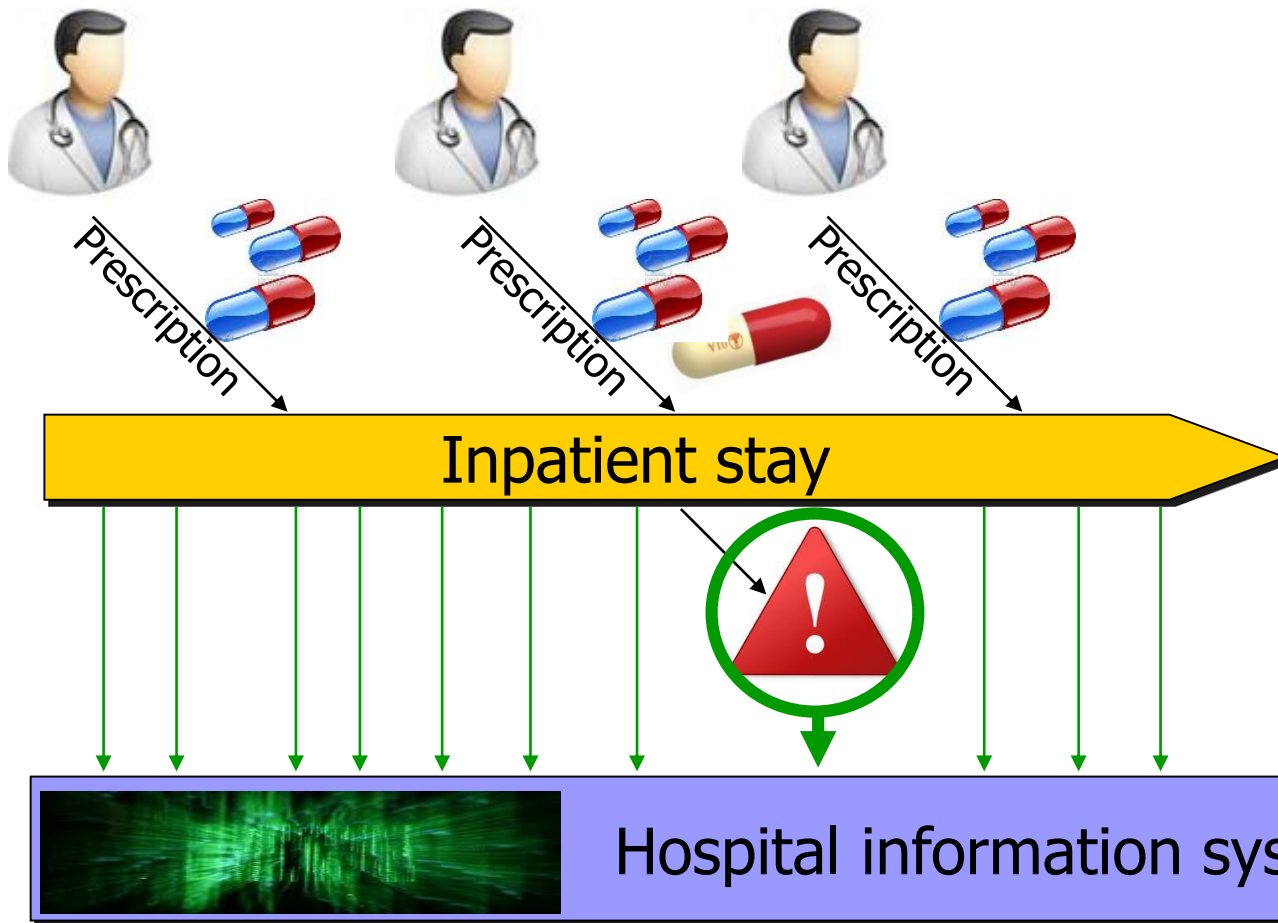 Prescription
Prescription
Prescription
Inpatient stay
!
Hospital information sys